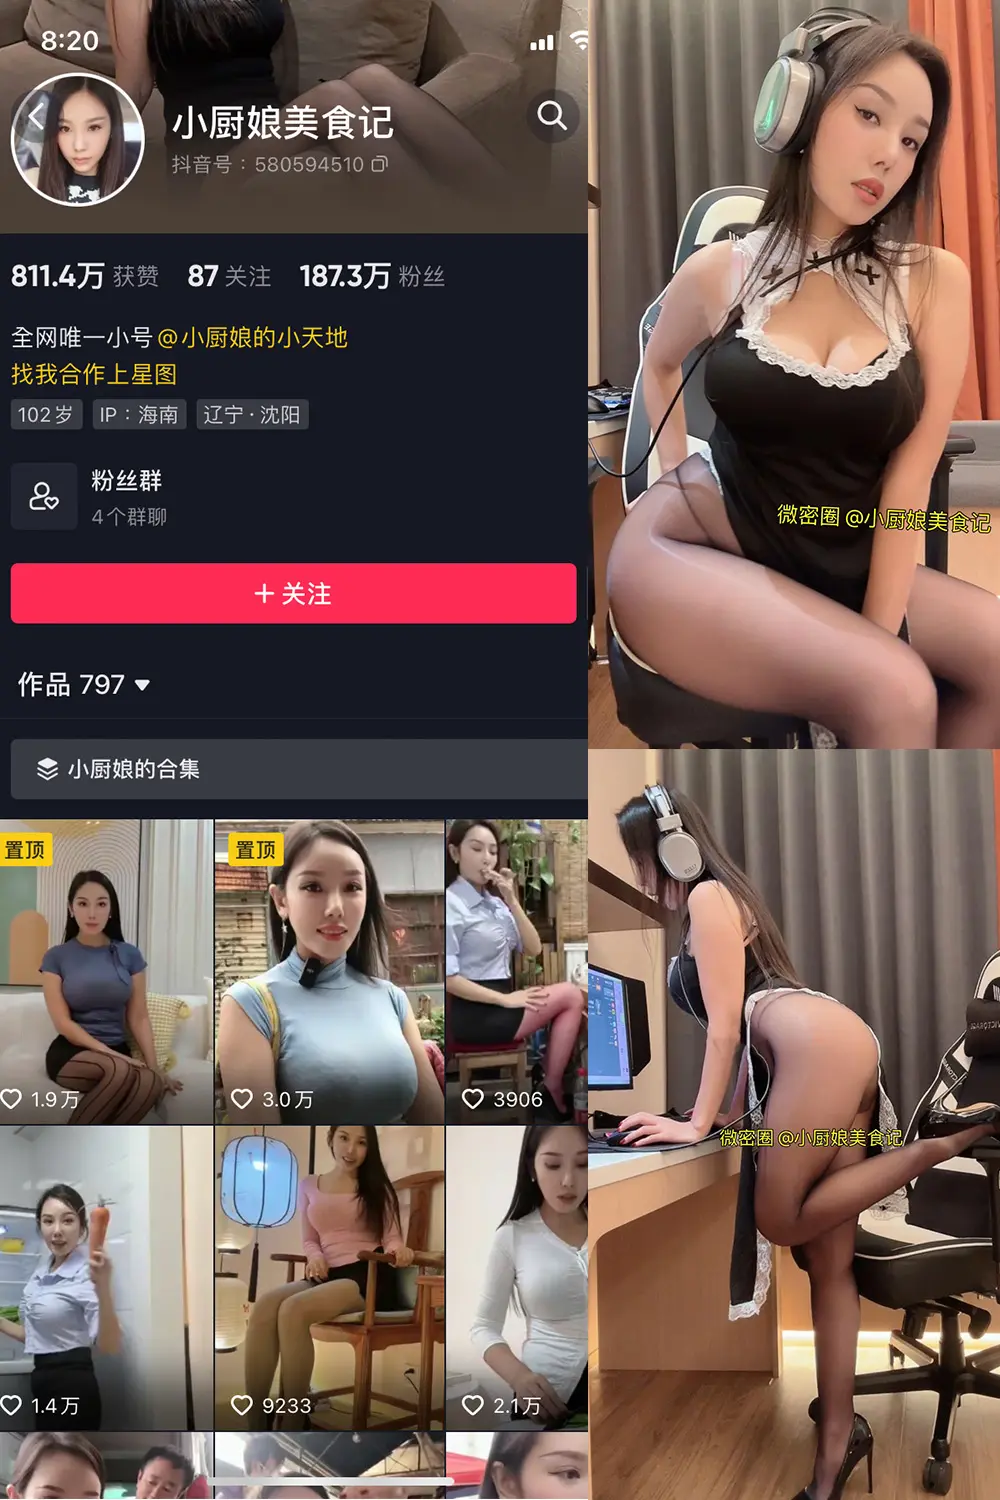 8:20
小厨娘美食记
抖音号：580594510
811.4万 获赞 87 关注 187.3万 粉丝
全网唯一小号@小厨娘的小天地
找我合作上星图
102岁 IP：海南 辽宁·沈阳
粉丝群
4个群聊
+ 关注
作品 797
小厨娘的合集
置顶
置顶
1.9万
3.0万
3906
1.4万
9233
2.1万
微密圈 @小厨娘美食记
微密圈 @小厨娘美食记